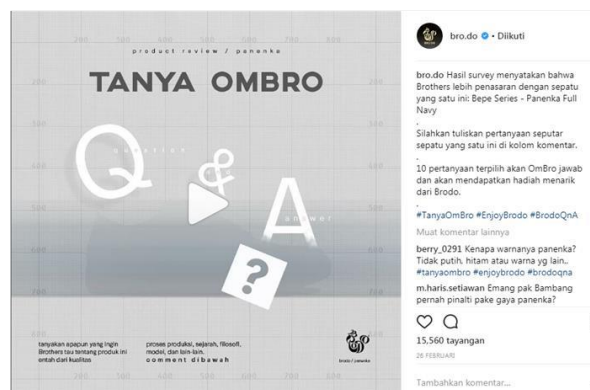 product review / panenka
TANYA OMBRO
Q
question
&
A
answer
?
tanyakan apapun yang ingin
Brothers tau tentang produk ini
entah dari kualitas
proses produksi, sejarah, filosofi,
model, dan lain-lain.
comment dibawah
bro.do • Diikuti
bro.do Hasil survey menyatakan bahwa
Brothers lebih penasaran dengan sepatu
yang satu ini: Bepe Series - Panenka Full
Navy
.
Silahkan tuliskan pertanyaan seputar
sepatu yang satu ini di kolom komentar.
.
10 pertanyaan terpilih akan OmBro jawab
dan akan mendapatkan hadiah menarik
dari Brodo.
.
#TanyaOmBro #EnjoyBrodo #BrodoQnA
Muat komentar lainnya
berry_0291 Kenapa warnanya panenka?
Tidak putih, hitam atau warna yg lain..
#tanyaombro #enjoybrodo #brodoqna
m.haris.setiawan Emang pak Bambang
pernah pinalti pake gaya panenka?
15,560 tayangan
26 FEBRUARI
Tambahkan komentar...